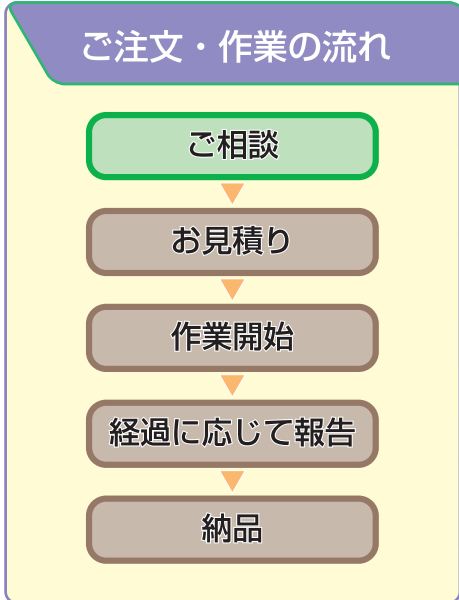 ご注文・作業の流れ
ご相談
お見積り
作業開始
経過に応じて報告
納品